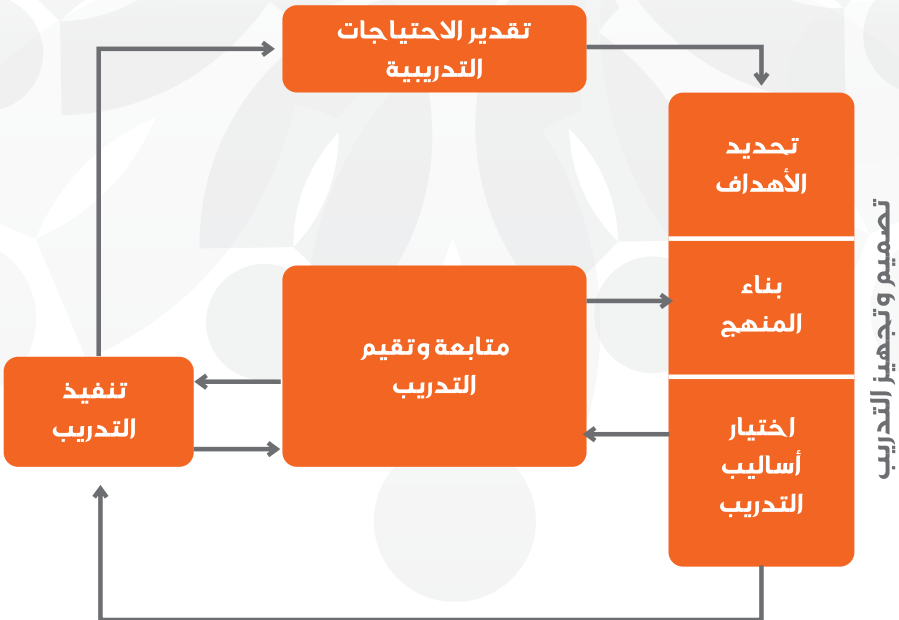 تقدير الاحتياجات
التدريبية
تحديد
الأهداف
بناء
المنهج
اختيار
أساليب
التدريب
تصميم وتجهيز التدريب
متابعة وتقيم
التدريب
تنفيذ
التدريب